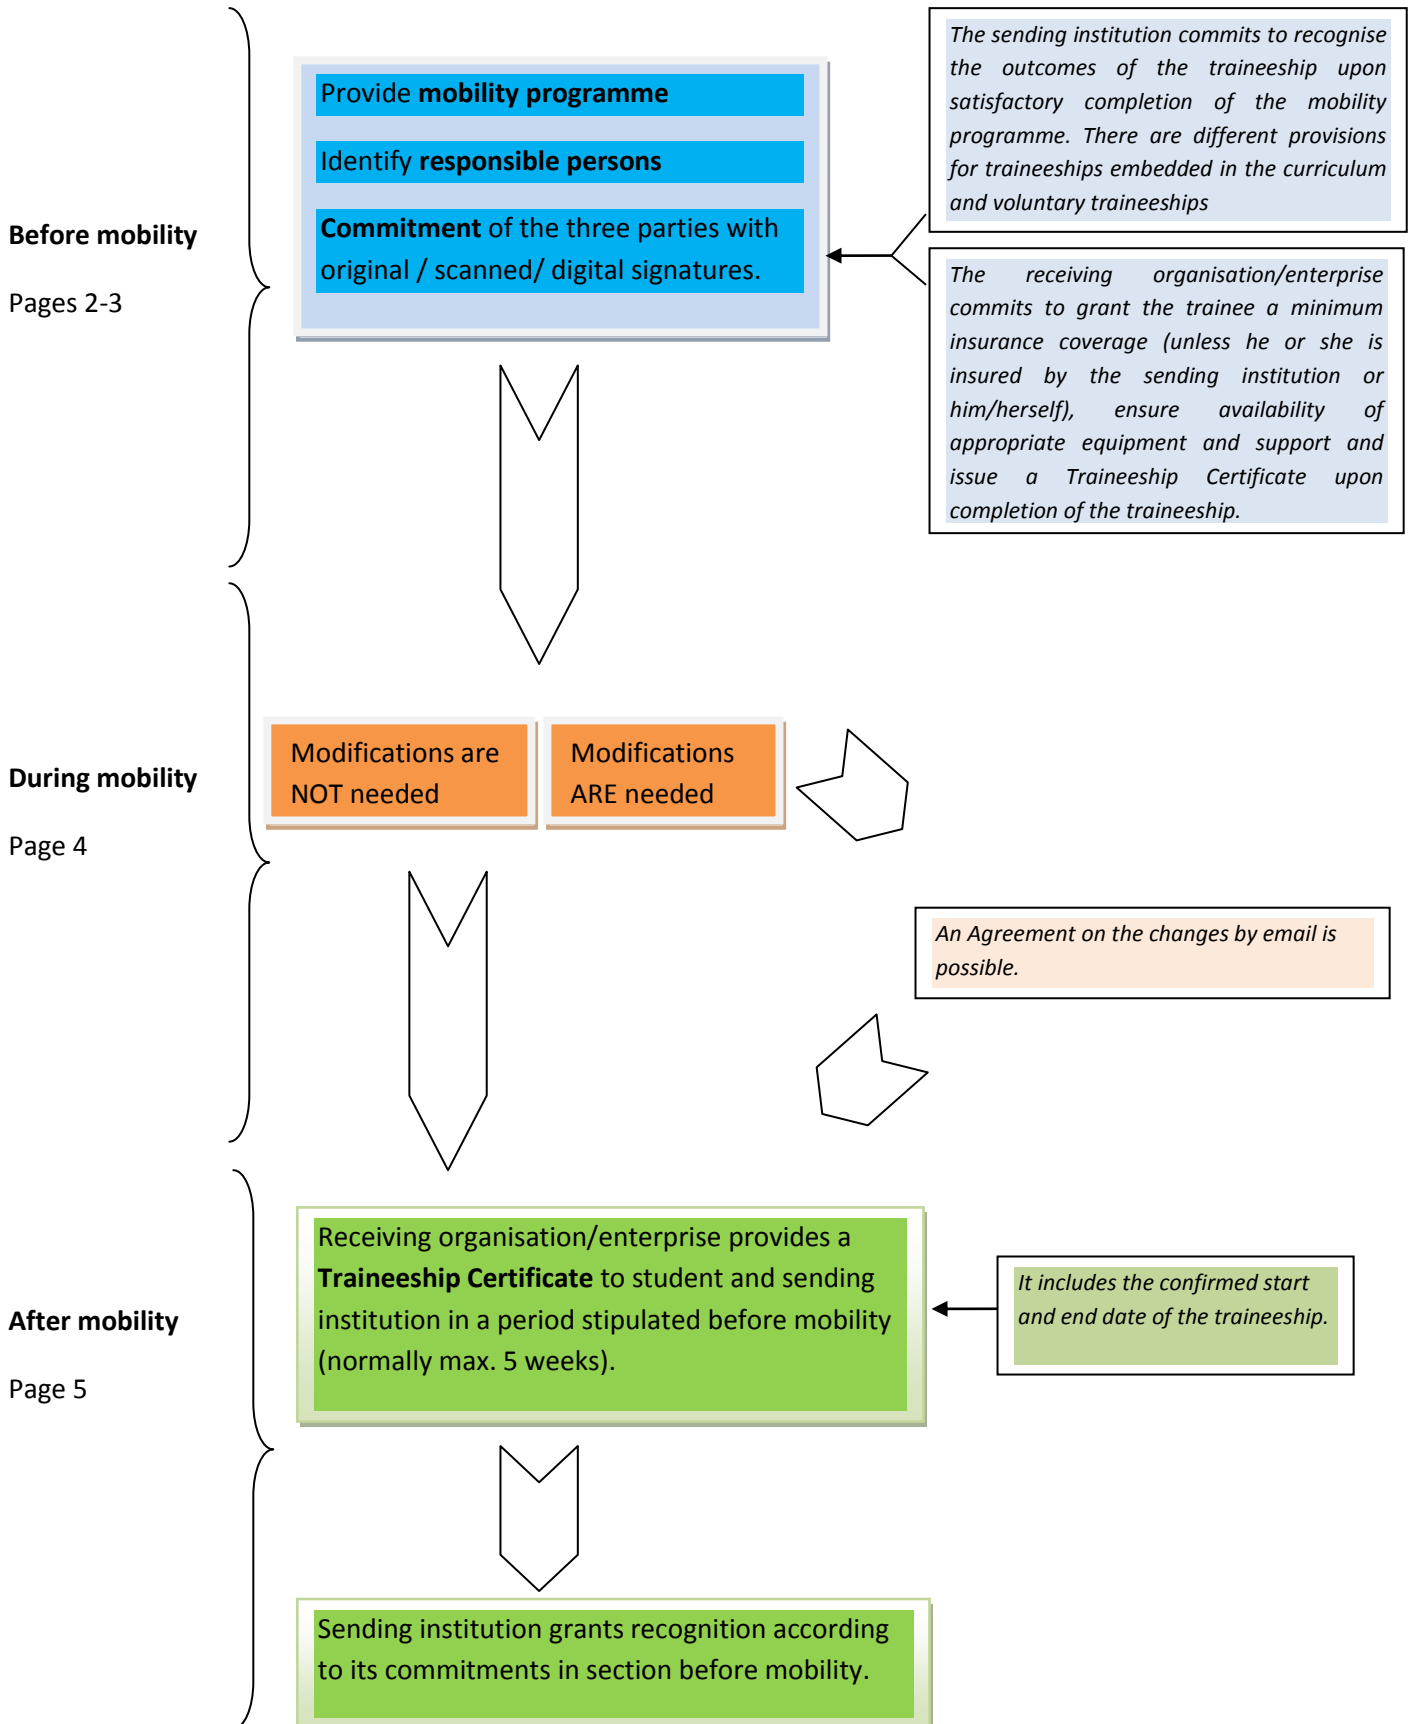 Before mobility
Pages 2-3
Provide mobility programme
Identify responsible persons
Commitment of the three parties with
original / scanned/ digital signatures.
The sending institution commits to recognise
the outcomes of the traineeship upon
satisfactory completion of the mobility
programme. There are different provisions
for traineeships embedded in the curriculum
and voluntary traineeships
The receiving organisation/enterprise
commits to grant the trainee a minimum
insurance coverage (unless he or she is
insured by the sending institution or
him/herself), ensure availability of
appropriate equipment and support and
issue a Traineeship Certificate upon
completion of the traineeship.
During mobility
Page 4
Modifications are
NOT needed
Modifications
ARE needed
An Agreement on the changes by email is
possible.
After mobility
Page 5
Receiving organisation/enterprise provides a
Traineeship Certificate to student and sending
institution in a period stipulated before mobility
(normally max. 5 weeks).
It includes the confirmed start
and end date of the traineeship.
Sending institution grants recognition according
to its commitments in section before mobility.